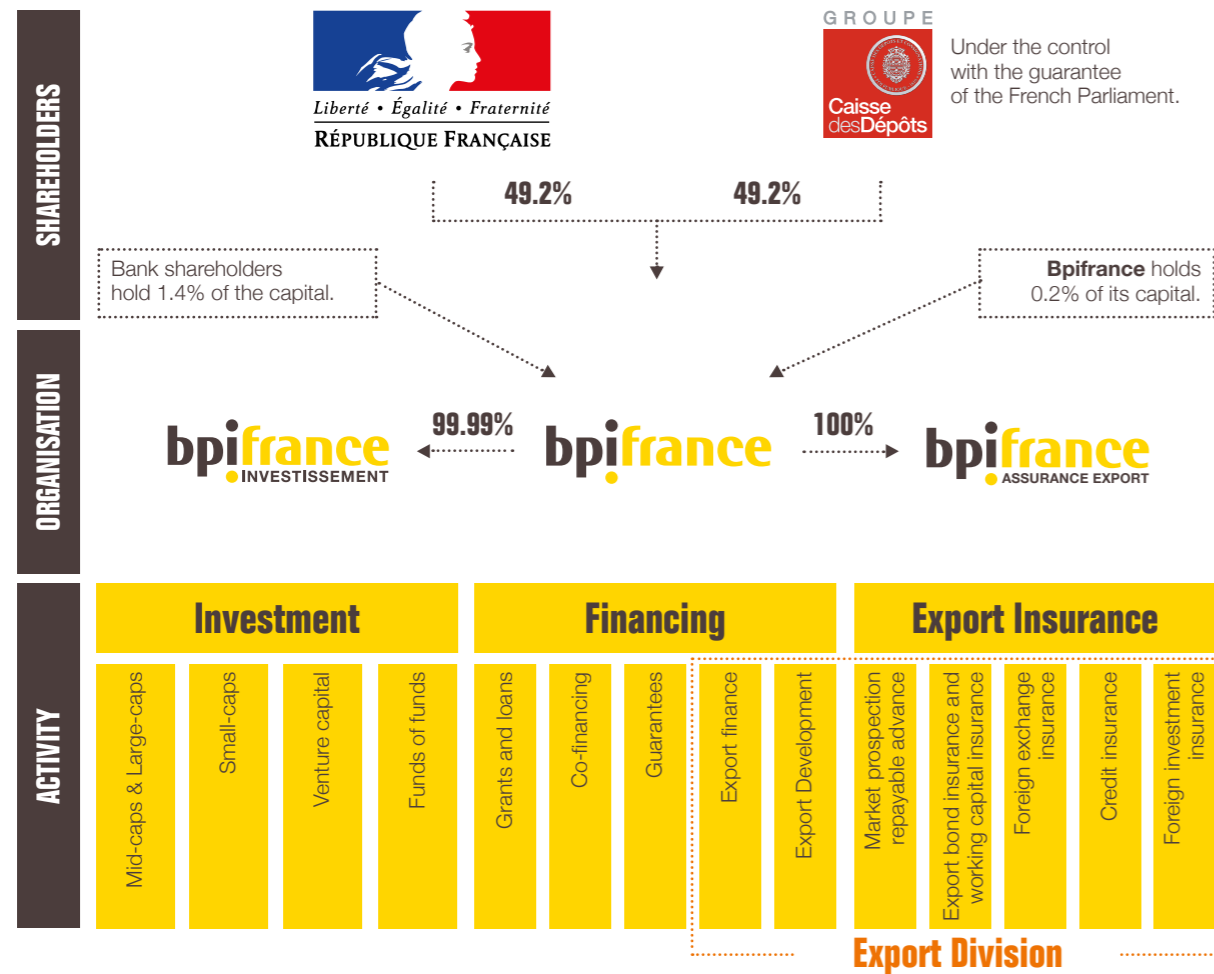 SHAREHOLDERS
Liberté • Égalité • Fraternité
RÉPUBLIQUE FRANÇAISE
GROUPE
Caisse
desDépôts
Under the control
with the guarantee
of the French Parliament.
49.2%
49.2%
Bank shareholders
hold 1.4% of the capital.
Bpifrance holds
0.2% of its capital.
ORGANISATION
bpifrance
INVESTISSEMENT
99.99%
bpifrance
100%
bpifrance
ASSURANCE EXPORT
ACTIVITY
Investment
Mid-caps & Large-caps
Small-caps
Venture capital
Funds of funds
Financing
Grants and loans
Co-financing
Guarantees
Export finance
Export Development
Export Insurance
Market prospection
repayable advance
Export bond insurance and
working capital insurance
Foreign exchange
insurance
Credit insurance
Foreign investment
insurance
Export Division